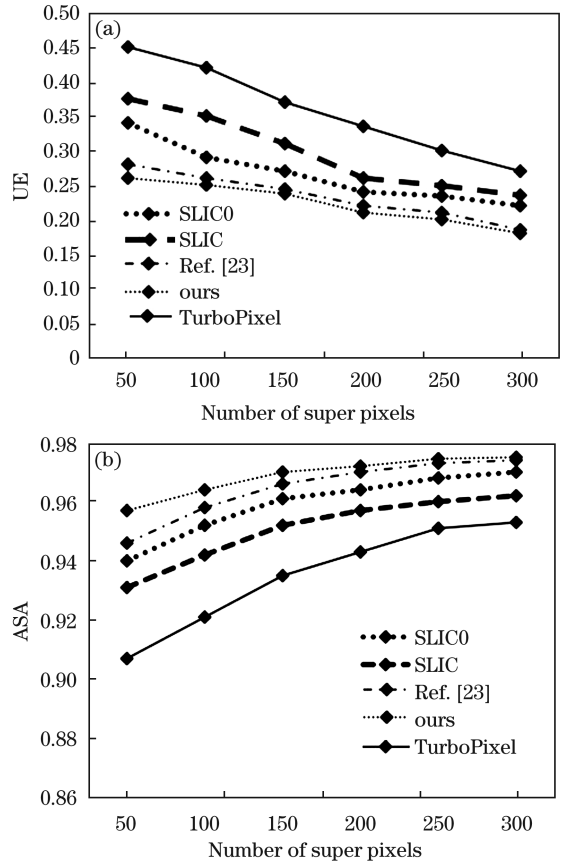 (a)
0.50
0.45
0.40
0.35
0.30
0.25
0.20
0.15
0.10
0.05
0
UE
SLIC0
SLIC
Ref. [23]
ours
TurboPixel
50 100 150 200 250 300
Number of super pixels
(b)
0.98
0.96
0.94
0.92
0.90
0.88
0.86
ASA
SLIC0
SLIC
Ref. [23]
ours
TurboPixel
50 100 150 200 250 300
Number of super pixels